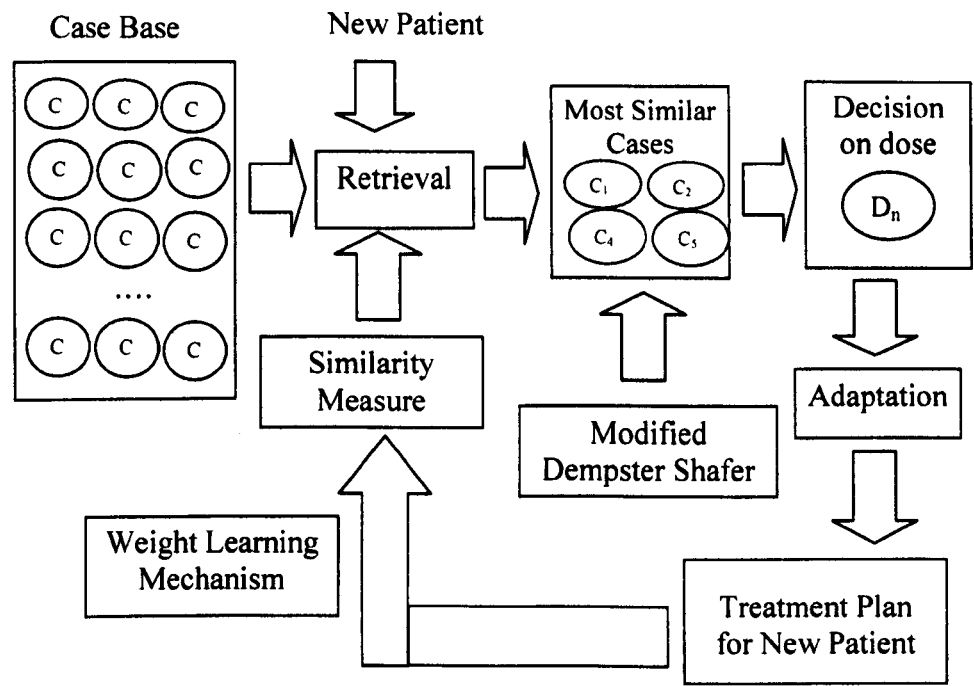 Case Base
New Patient
C C C
C C C
C C C
....
C C C
Retrieval
Most Similar
Cases
C₁ C₂
C₄ C₅
Decision
on dose
Dₙ
Similarity
Measure
Modified
Dempster Shafer
Adaptation
Weight Learning
Mechanism
Treatment Plan
for New Patient